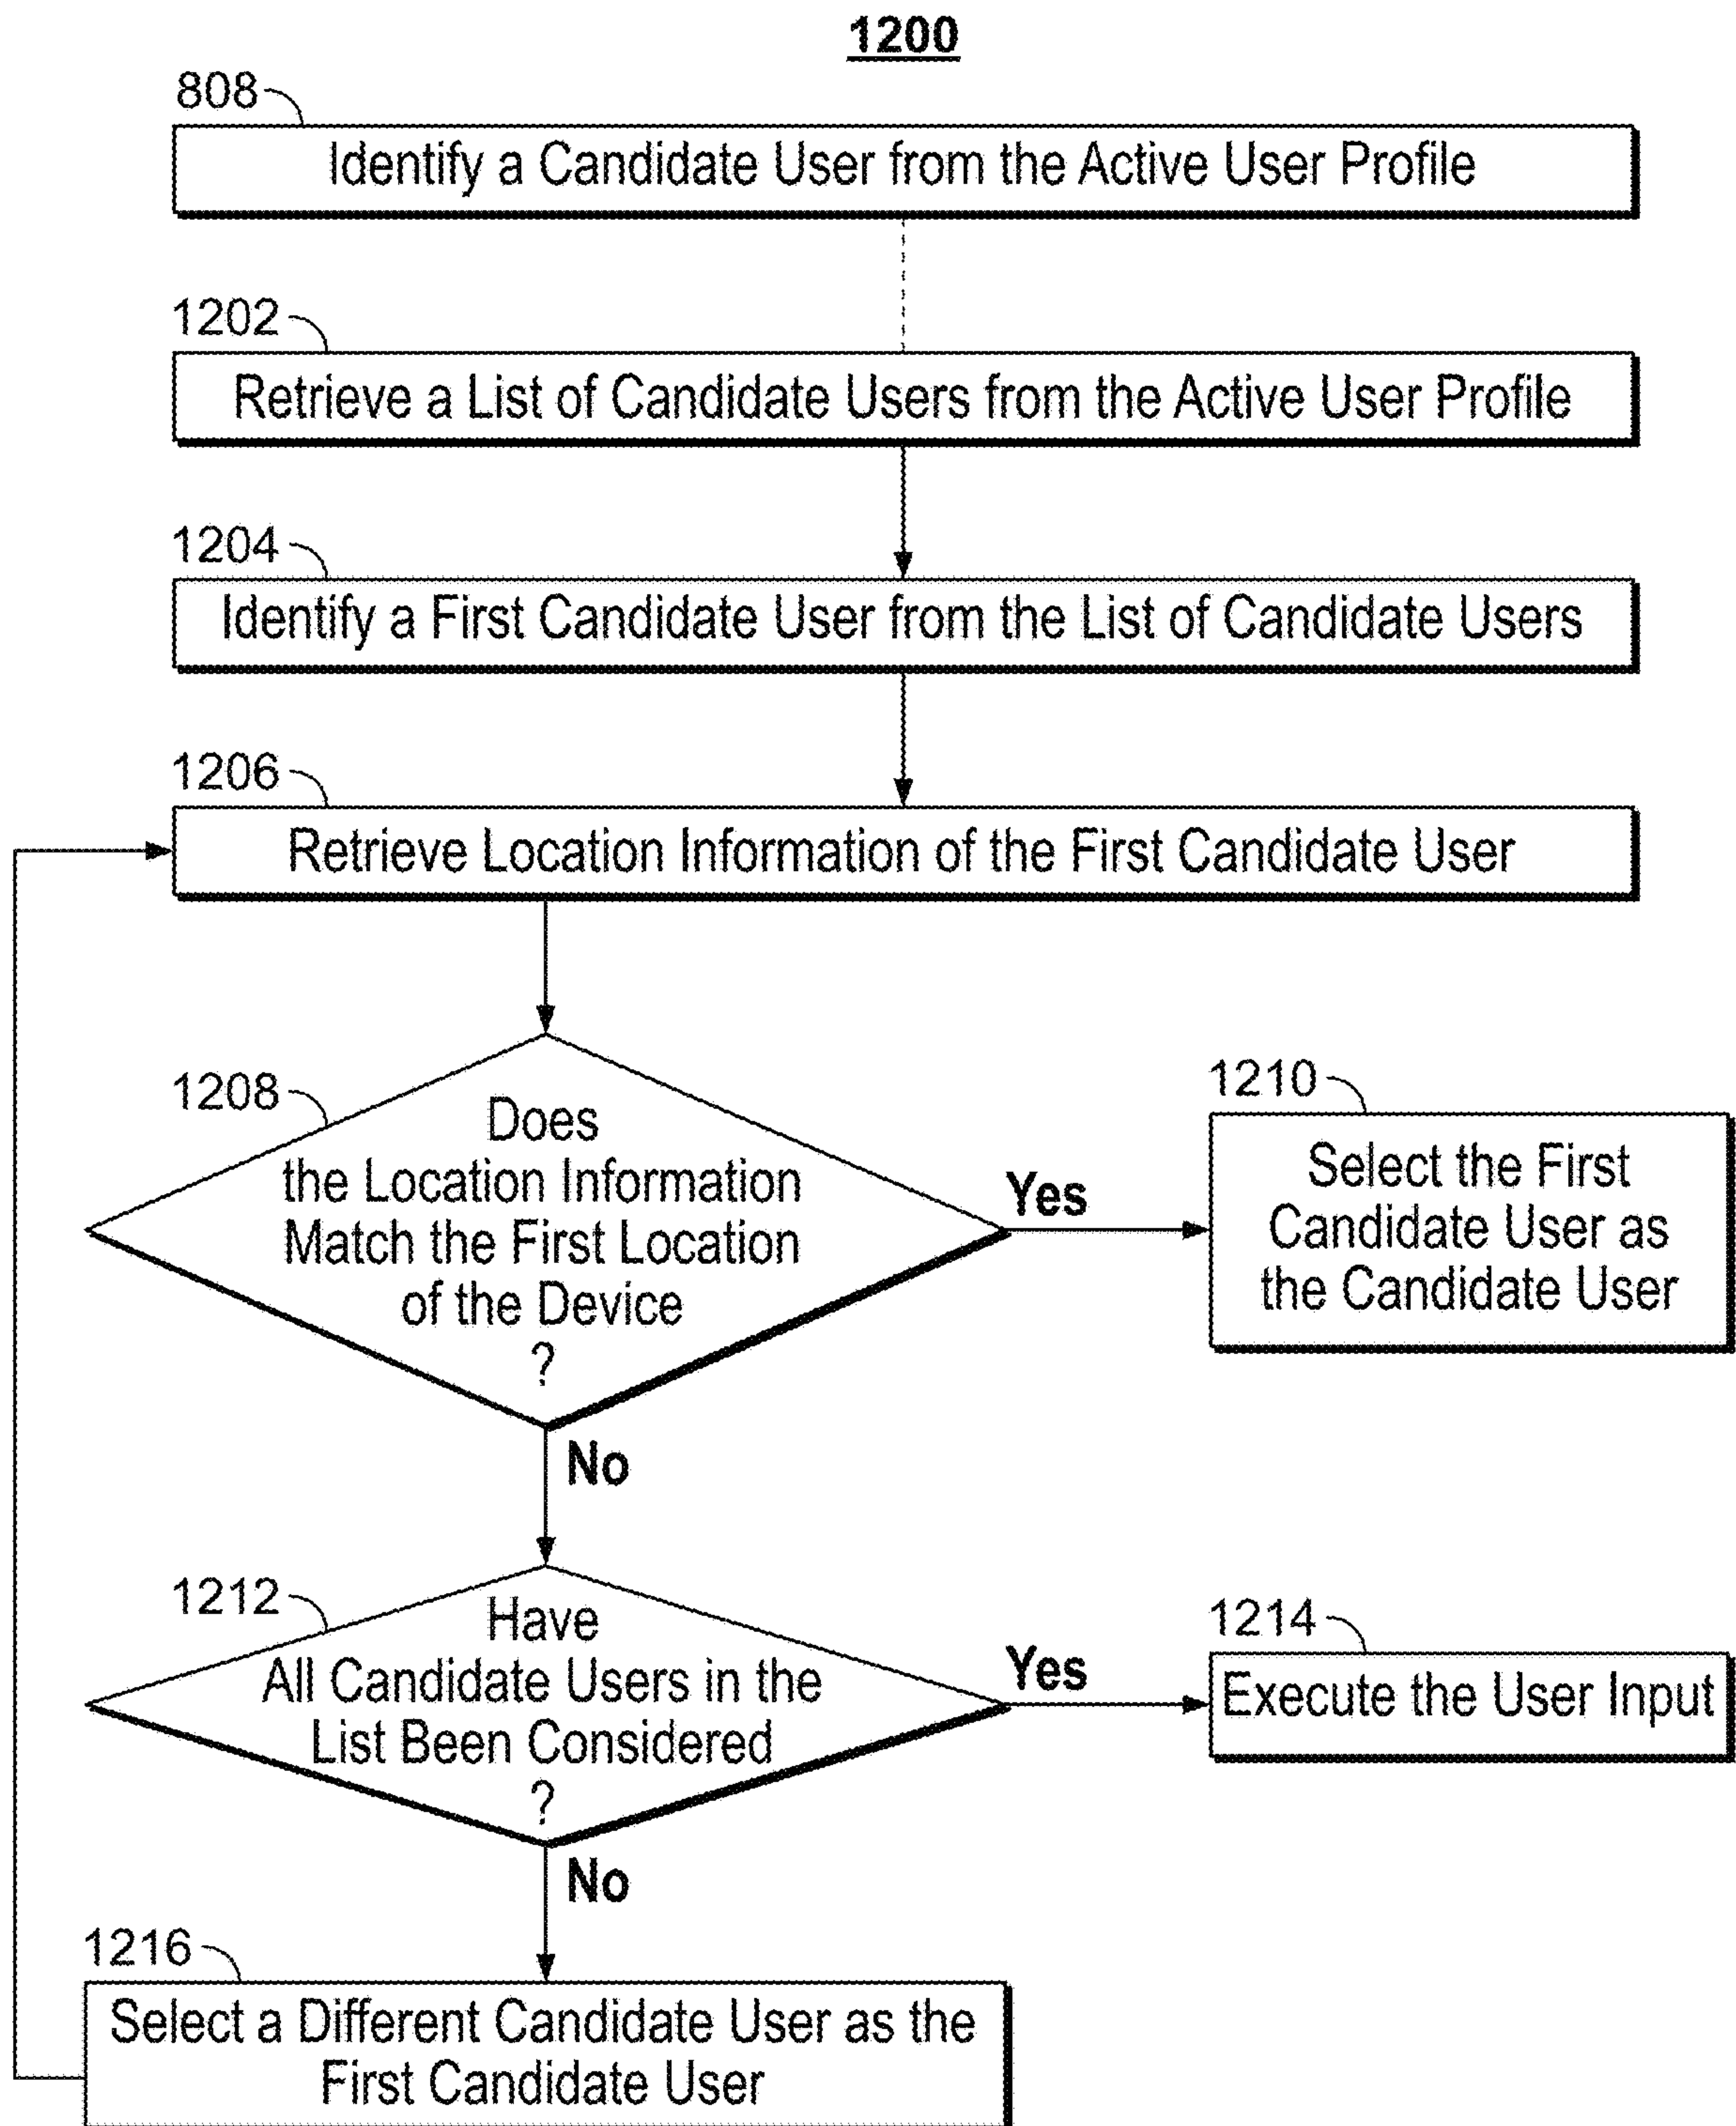 1200
808
Identify a Candidate User from the Active User Profile
1202
Retrieve a List of Candidate Users from the Active User Profile
1204
Identify a First Candidate User from the List of Candidate Users
1206
Retrieve Location Information of the First Candidate User
1208
Does
the Location Information
Match the First Location
of the Device
?
Yes
1210
Select the First
Candidate User as
the Candidate User
No
1212
Have
All Candidate Users in the
List Been Considered
?
Yes
1214
Execute the User Input
No
1216
Select a Different Candidate User as the
First Candidate User